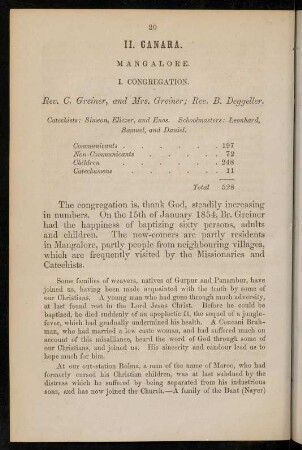 20
II. CANARA.
MANGALORE.
I. CONGREGATION.
Rev. C. Greiner, and Mrs. Greiner; Rev. E. Deggeller.
Catechists: Simeon, Eliezer, and Enos. Schoolmasters: Leonhard,
Samuel, and Daniel.
Communicants . . . . . . 197
Non-Communicants . . . . . 72
Children . . . . . . 248
Catechumens . . . . . 11
Total 528
The congregation is, thank God, steadily increasing
in numbers. On the 15th of January 1854, Br. Greiner
had the happiness of baptizing sixty persons, adults
and children. The new-comers are partly residents
in Mangalore, partly people from neighbouring villages,
which are frequently visited by the Missionaries and
Catechists.
Some families of weavers, natives of Gurpur and Panambur, have
joined us, having been made acquainted with the truth by some of
our Christians. A young man who had gone through much adversity,
at last found rest in the Lord Jesus Christ. Before he could be
baptized, he died suddenly of an apoplectic fit, the sequel of a jungle-
fever, which had gradually undermined his health. A Concani Brah-
man, who had married a low caste woman, and had suffered much on
account of this misalliance, heard the word of God through some of
our Christians, and joined us. His sincerity and candour lead us to
hope much for him.
At our out-station Bolma, a man of the name of Maroo, who had
formerly cursed his Christian children, was at last subdued by the
distress which he suffered by being separated from his industrious
sons, and has now joined the Church.—A family of the Bant (Nayer)